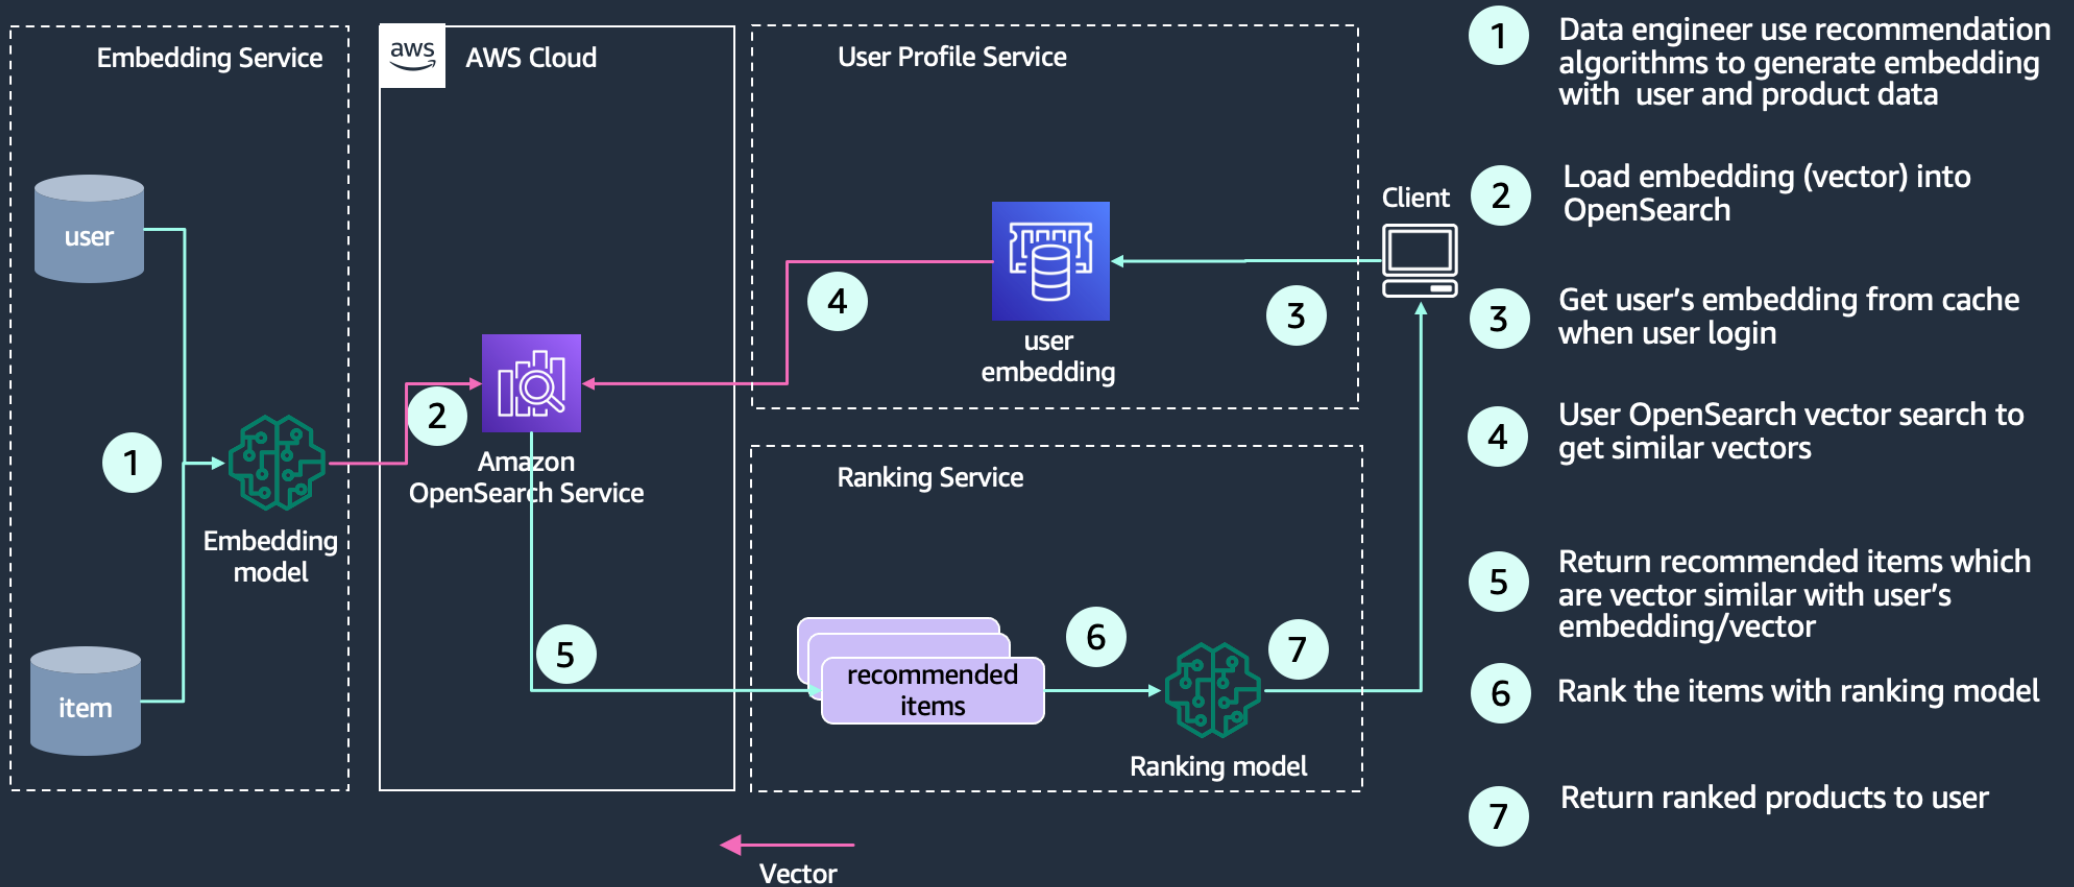 Embedding Service
aws
AWS Cloud
User Profile Service
user
item
1
Embedding
model
2
Amazon
OpenSearch Service
4
user
embedding
3
Client
Ranking Service
5
recommended
items
6
7
Ranking model
Vector
1
Data engineer use recommendation
algorithms to generate embedding
with user and product data
2
Load embedding (vector) into
OpenSearch
3
Get user's embedding from cache
when user login
4
User OpenSearch vector search to
get similar vectors
5
Return recommended items which
are vector similar with user's
embedding/vector
6
Rank the items with ranking model
7
Return ranked products to user